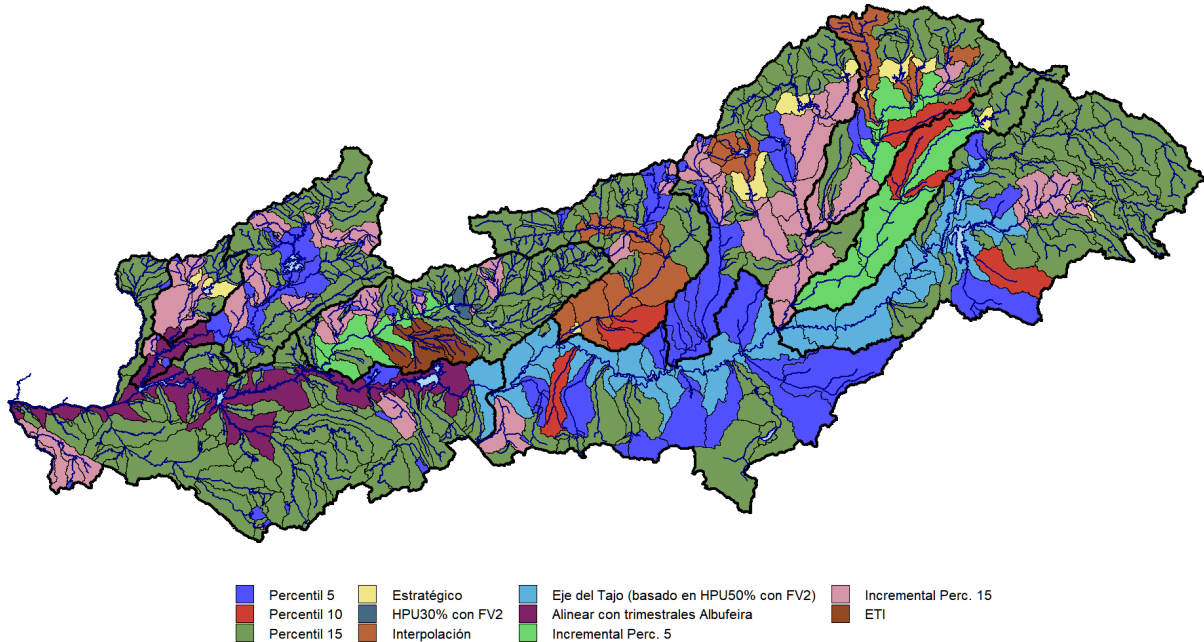 Percentil 5 Estratégico Eje del Tajo (basado en HPU50% con FV2) Incremental Perc. 15
Percentil 10 HPU30% con FV2 Alinear con trimestrales Albufeira ETI
Percentil 15 Interpolación Incremental Perc. 5